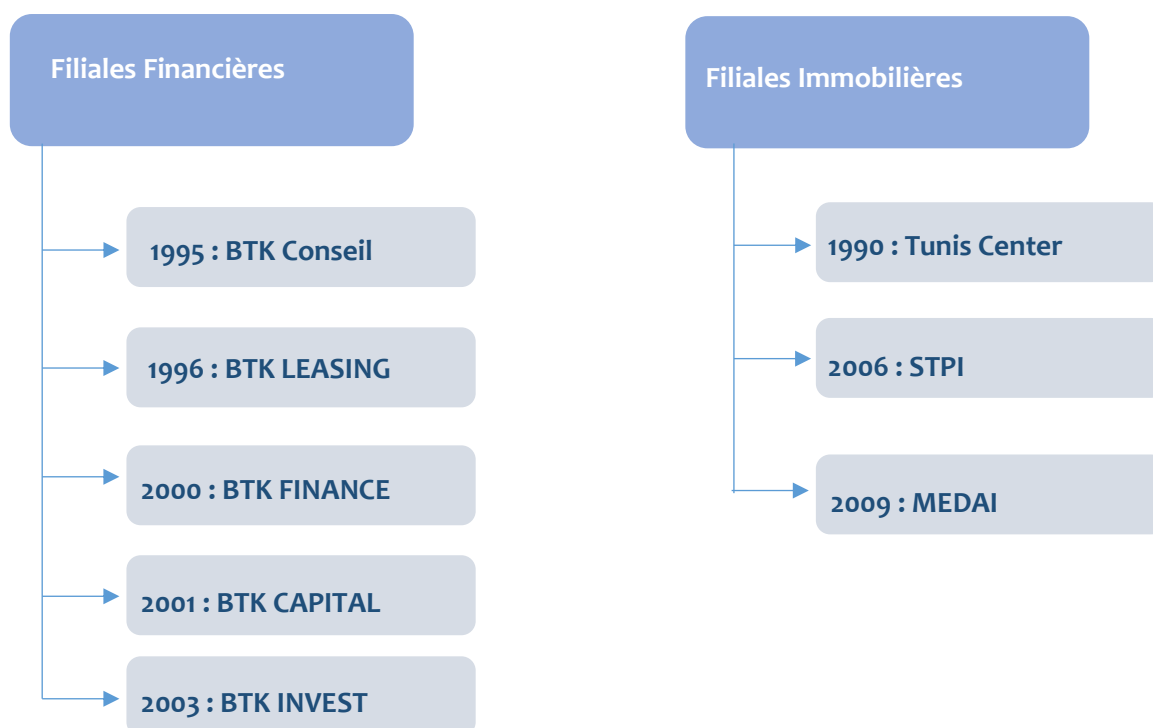 Filiales Financières
1995 : BTK Conseil
1996 : BTK LEASING
2000 : BTK FINANCE
2001 : BTK CAPITAL
2003 : BTK INVEST
Filiales Immobilières
1990 : Tunis Center
2006 : STPI
2009 : MEDAI